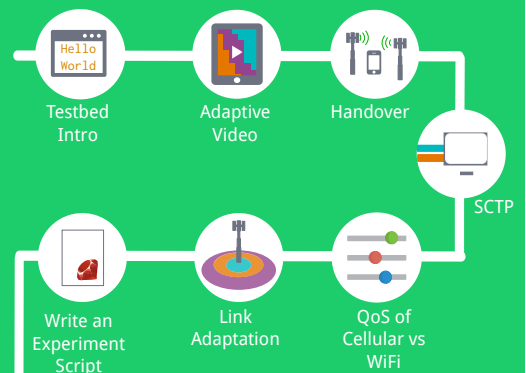 Hello
World
Testbed
Intro
Adaptive
Video
Handover
SCTP
QoS of
Cellular vs
WiFi
Link
Adaptation
Write an
Experiment
Script